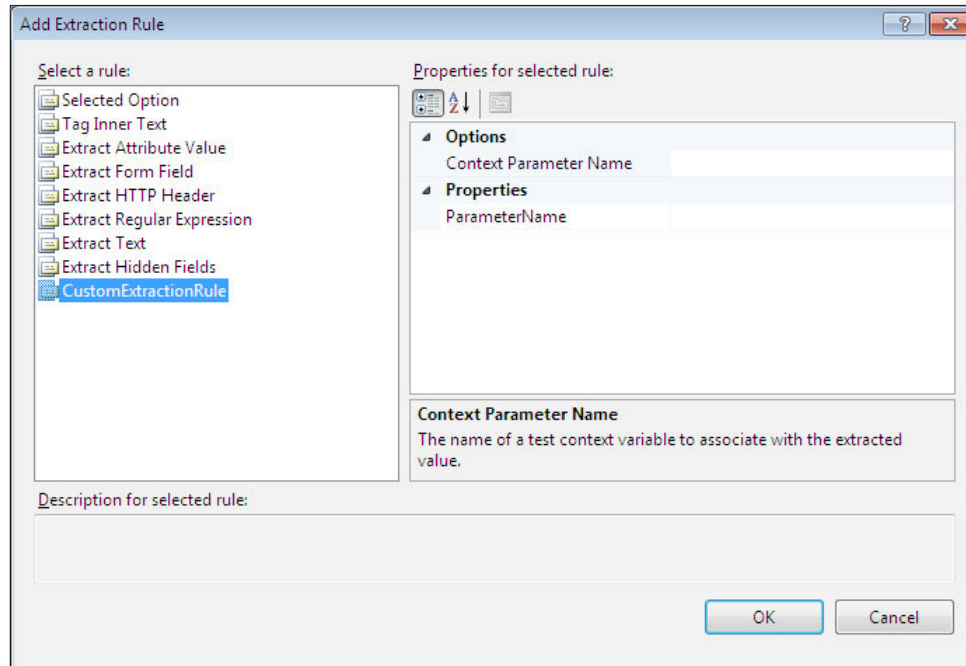 Add Extraction Rule
Select a rule:
Selected Option
Tag Inner Text
Extract Attribute Value
Extract Form Field
Extract HTTP Header
Extract Regular Expression
Extract Text
Extract Hidden Fields
CustomExtractionRule
Properties for selected rule:
Options
Context Parameter Name
Properties
ParameterName
Context Parameter Name
The name of a test context variable to associate with the extracted
value.
Description for selected rule:
OK
Cancel